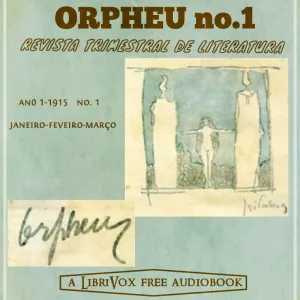 ORPHEU no.1
REVISTA TRIMESTRAL DE LITERATURA
ANO 1-1915 NO. 1
JANEIRO-FEVEIRO-MARÇO
Orpheu
A LIBRIVOX FREE AUDIOBOOK